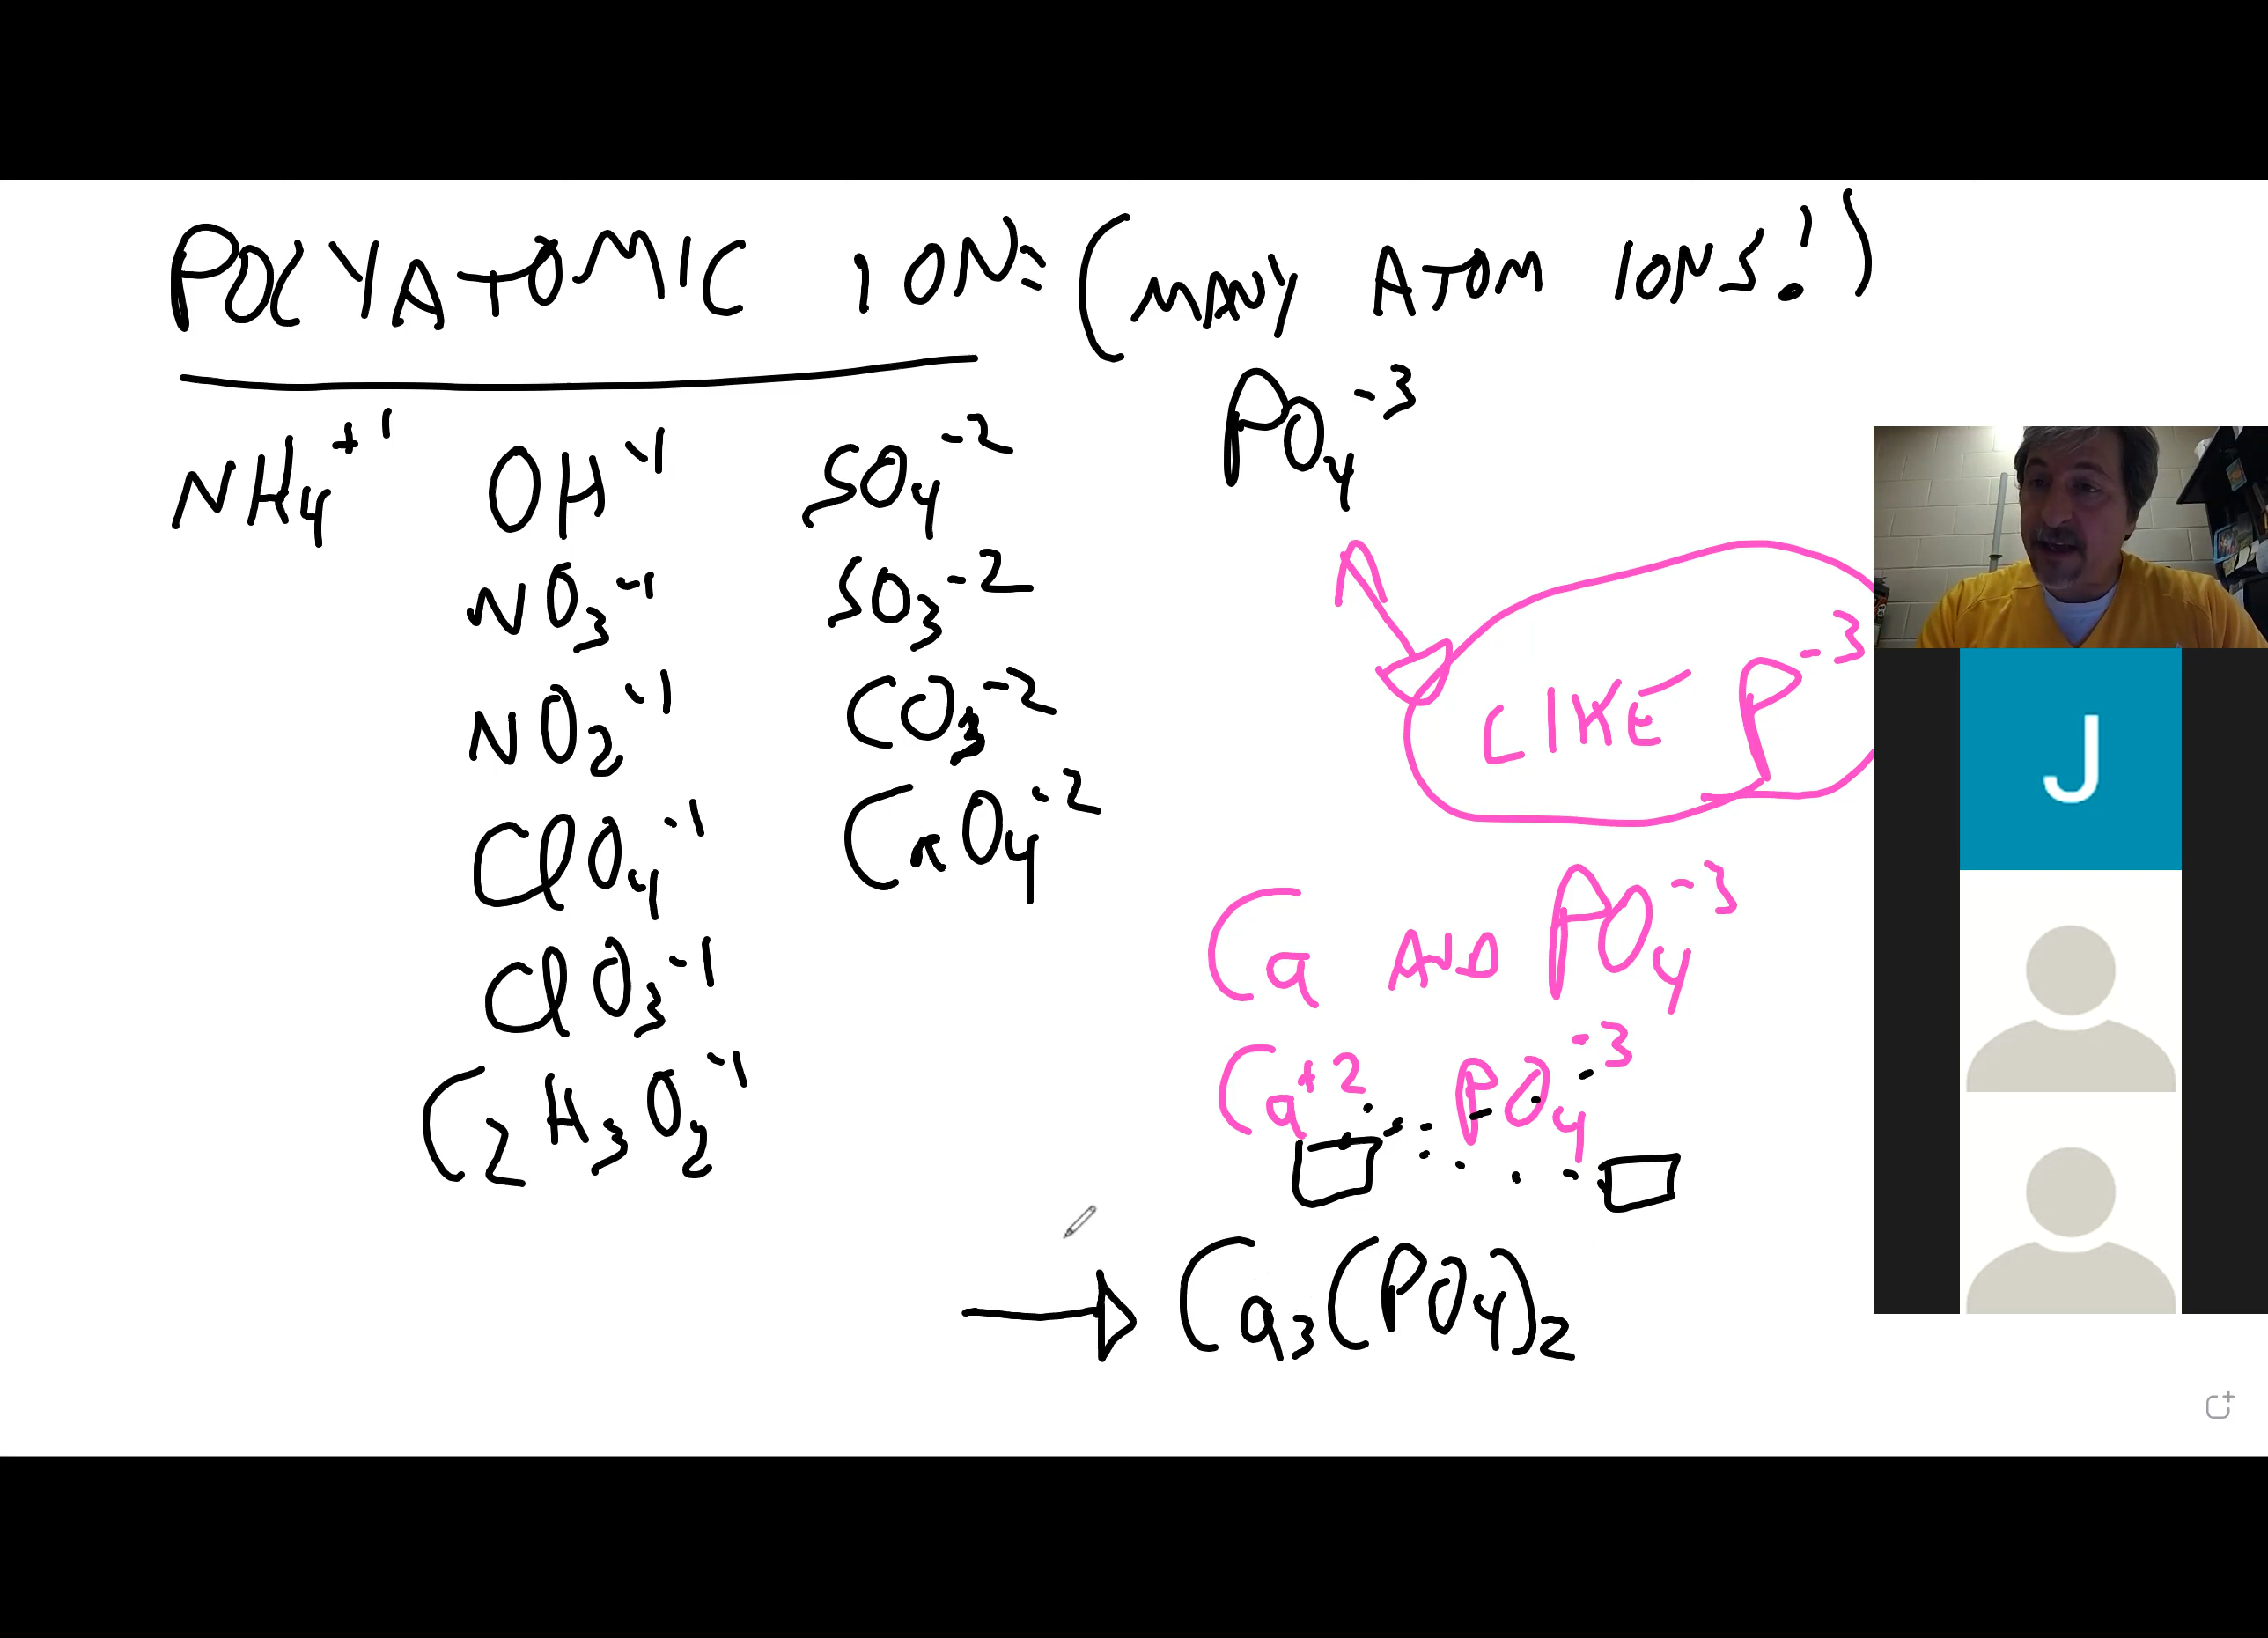 POLYATOMIC ION: (MANY ATOM IONS!)
NH₄⁺¹ OH⁻¹ SO₄⁻² PO₄⁻³
NO₃⁻¹ SO₃⁻²
NO₂⁻¹ CO₃⁻² LIKE P⁻³
ClO₄⁻¹ CrO₄⁻²
ClO₃⁻¹
C₂H₃O₂⁻¹
Ca AND PO₄⁻³
Ca⁺² PO₄⁻³
Ca₃(PO₄)₂
J